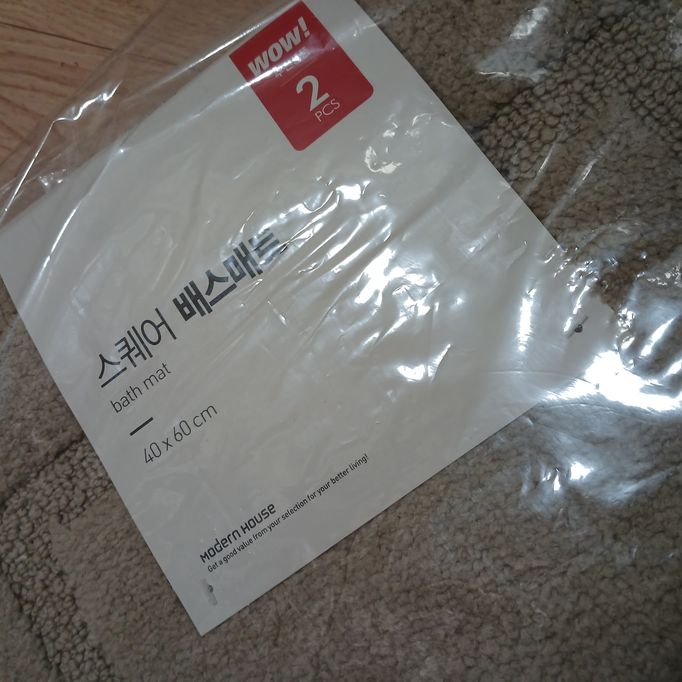 WOW!
2
PCS
스퀘어 배스매트
bath mat
40 x 60 cm
MODERN HOUSE
Get a good value from your selection for your better living!